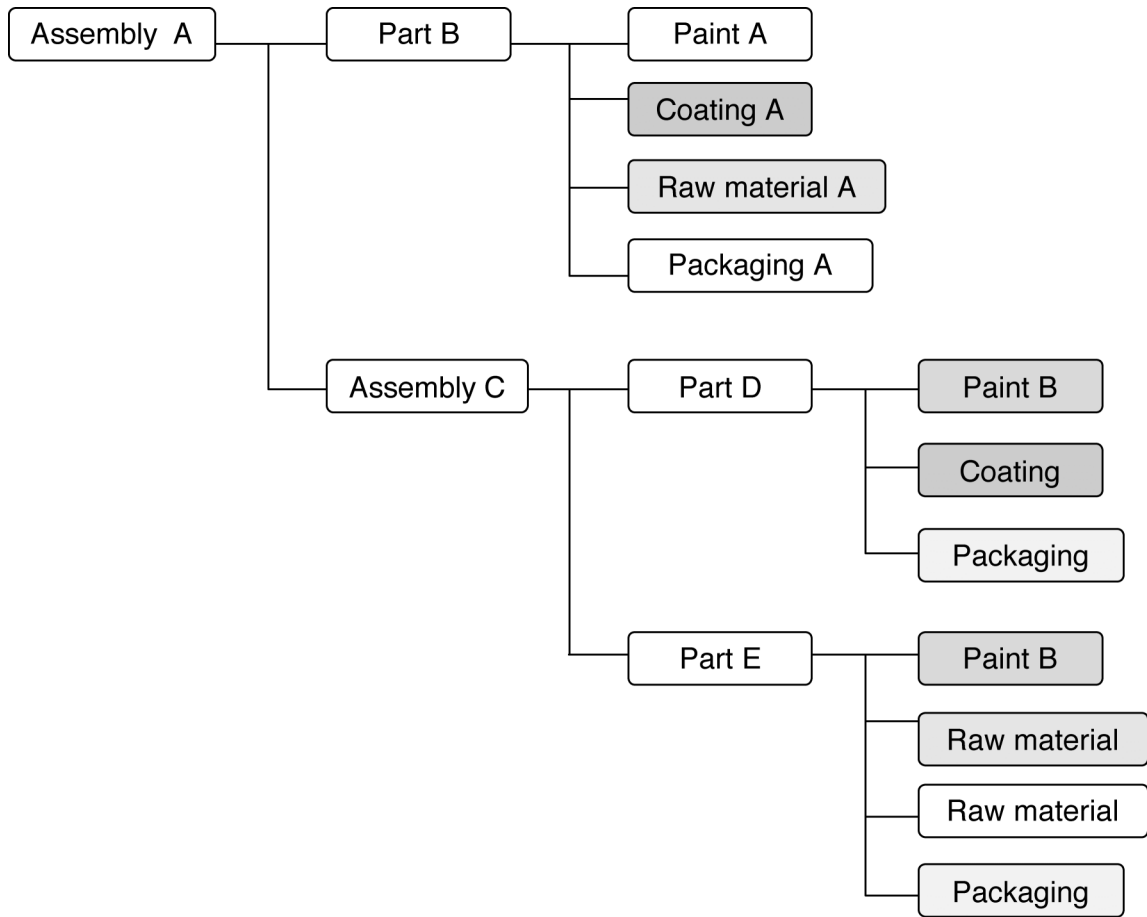 Assembly A
Part B
Paint A
Coating A
Raw material A
Packaging A
Assembly C
Part D
Paint B
Coating
Packaging
Part E
Paint B
Raw material
Raw material
Packaging